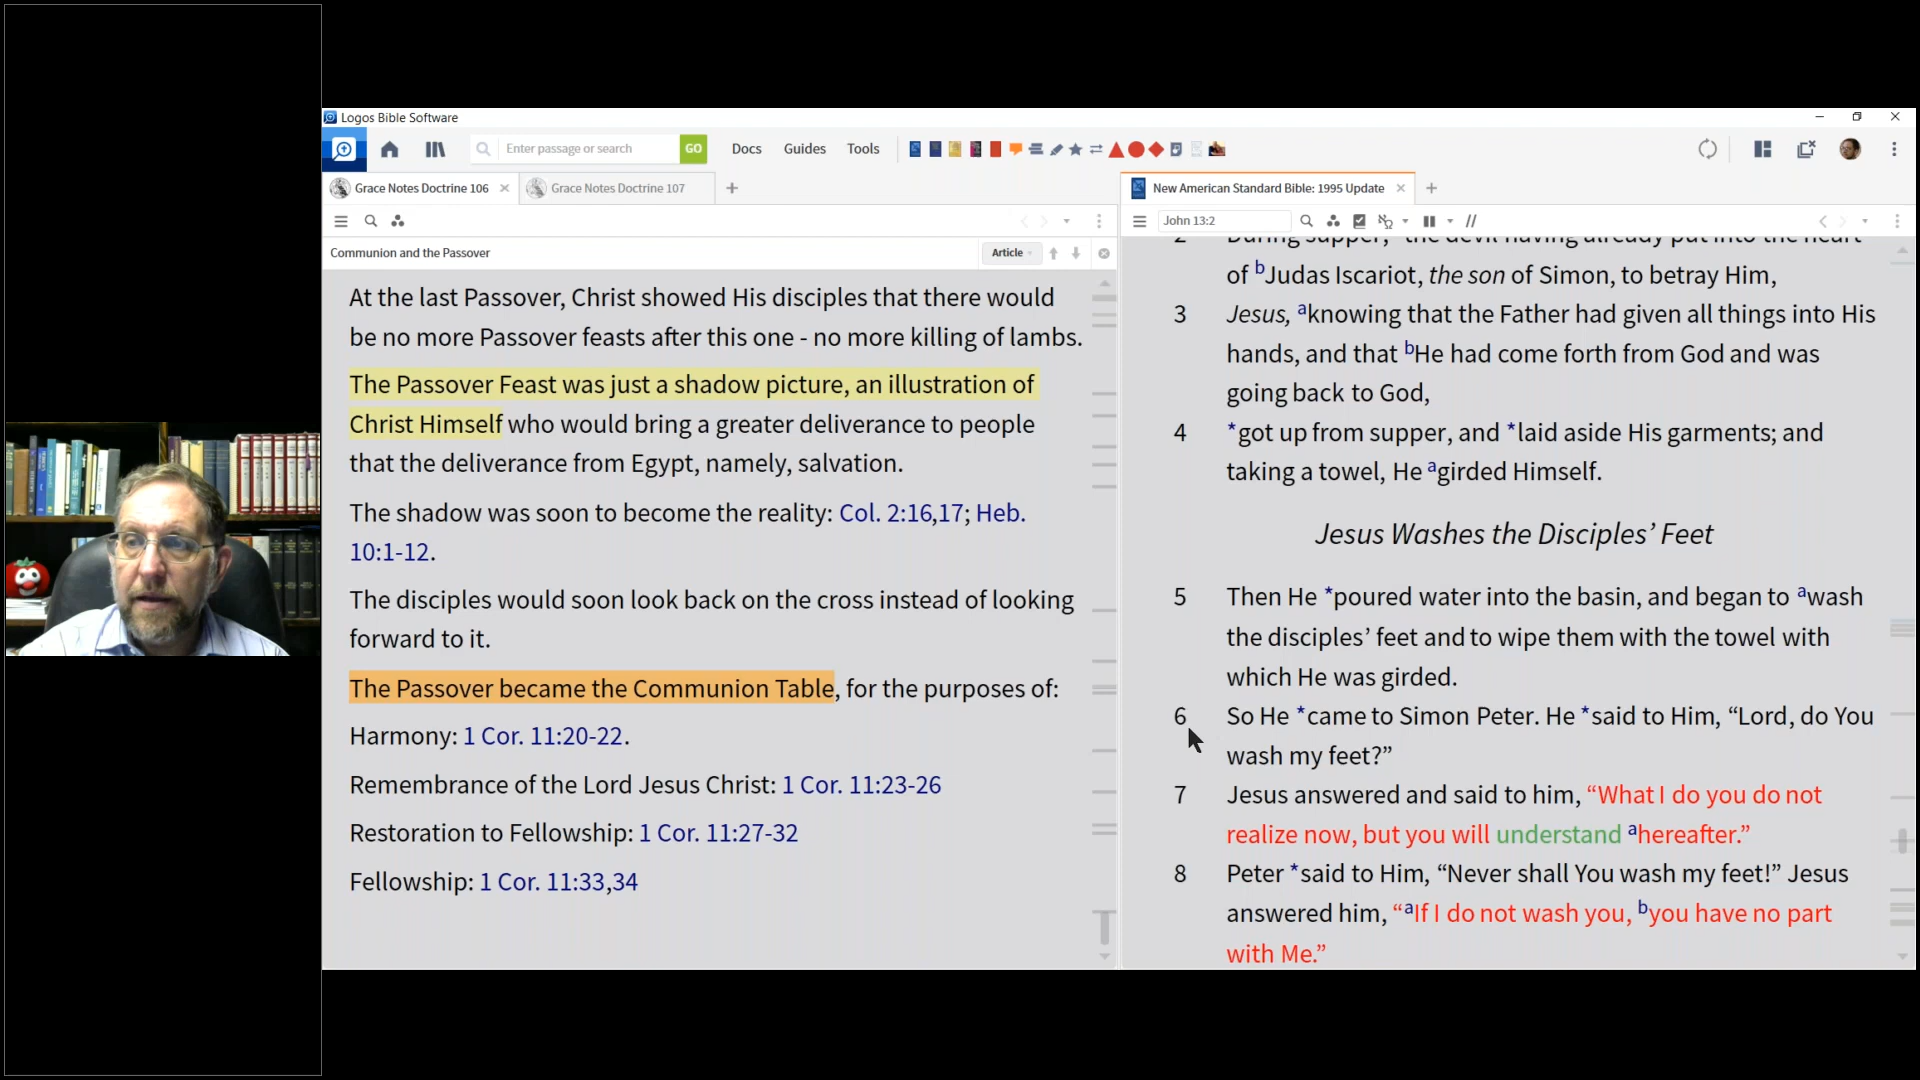 Logos Bible Software
Enter passage or search
GO
Docs
Guides
Tools
Grace Notes Doctrine 106
Grace Notes Doctrine 107
Communion and the Passover
Article
At the last Passover, Christ showed His disciples that there would
be no more Passover feasts after this one - no more killing of lambs.
The Passover Feast was just a shadow picture, an illustration of
Christ Himself who would bring a greater deliverance to people
that the deliverance from Egypt, namely, salvation.
The shadow was soon to become the reality: Col. 2:16,17; Heb.
10:1-12.
The disciples would soon look back on the cross instead of looking
forward to it.
The Passover became the Communion Table, for the purposes of:
Harmony: 1 Cor. 11:20-22.
Remembrance of the Lord Jesus Christ: 1 Cor. 11:23-26
Restoration to Fellowship: 1 Cor. 11:27-32
Fellowship: 1 Cor. 11:33,34
New American Standard Bible: 1995 Update
John 13:2
2 During supper, the devil having already put into the heart
of bJudas Iscariot, the son of Simon, to betray Him,
3 Jesus, aknowing that the Father had given all things into His
hands, and that bHe had come forth from God and was
going back to God,
4 *got up from supper, and *laid aside His garments; and
taking a towel, He agirded Himself.
Jesus Washes the Disciples’ Feet
5 Then He *poured water into the basin, and began to awash
the disciples’ feet and to wipe them with the towel with
which He was girded.
6 So He *came to Simon Peter. He *said to Him, “Lord, do You
wash my feet?”
7 Jesus answered and said to him, “What I do you do not
realize now, but you will understand ahereafter.”
8 Peter *said to Him, “Never shall You wash my feet!” Jesus
answered him, “aIf I do not wash you, byou have no part
with Me.”